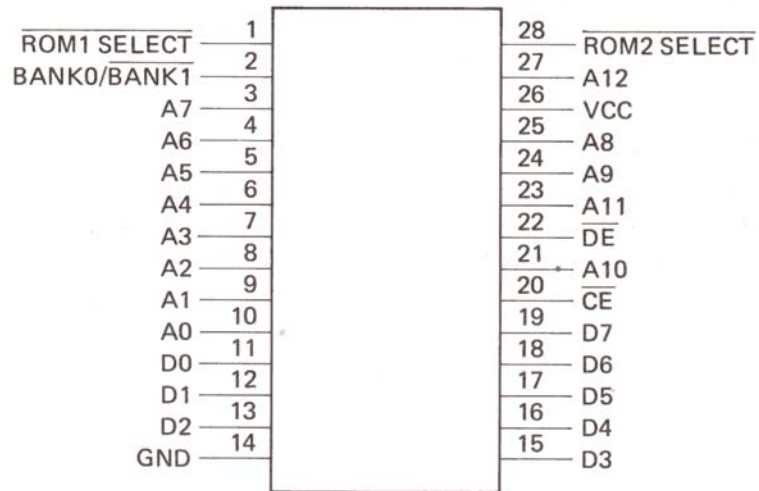 1 28
ROM1 SELECT ROM2 SELECT
2 27
BANK0/BANK1 A12
3 26
A7 VCC
4 25
A6 A8
5 24
A5 A9
6 23
A4 A11
7 22
A3 DE
8 21
A2 A10
9 20
A1 CE
10 19
A0 D7
11 18
D0 D6
12 17
D1 D5
13 16
D2 D4
14 15
GND D3